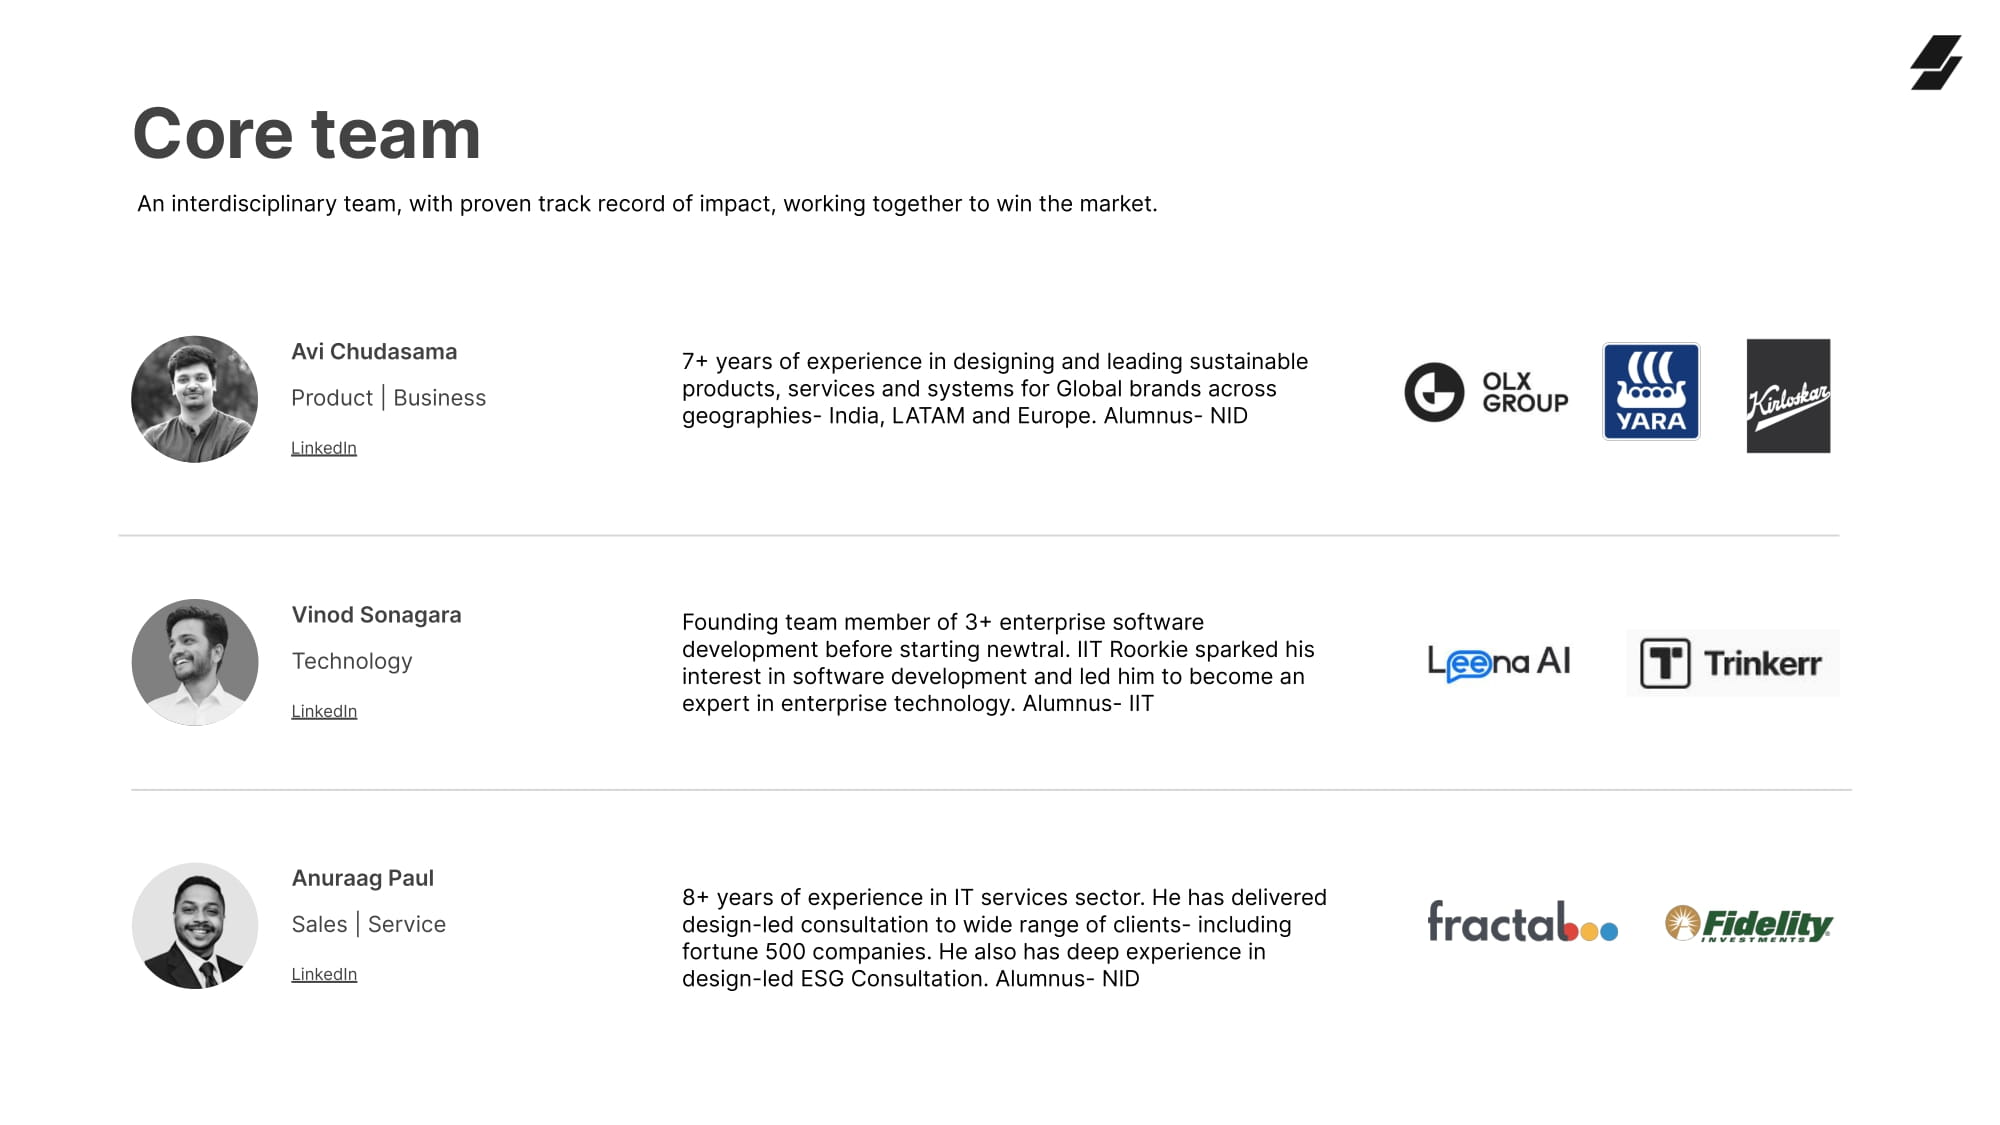 Core team
An interdisciplinary team, with proven track record of impact, working together to win the market.
Avi Chudasama
Product | Business
LinkedIn
7+ years of experience in designing and leading sustainable
products, services and systems for Global brands across
geographies- India, LATAM and Europe. Alumnus- NID
OLX
GROUP
YARA
Kirloskar
Vinod Sonagara
Technology
LinkedIn
Founding team member of 3+ enterprise software
development before starting newtral. IIT Roorkie sparked his
interest in software development and led him to become an
expert in enterprise technology. Alumnus- IIT
Leena AI
Trinkerr
Anuraag Paul
Sales | Service
LinkedIn
8+ years of experience in IT services sector. He has delivered
design-led consultation to wide range of clients- including
fortune 500 companies. He also has deep experience in
design-led ESG Consultation. Alumnus- NID
fractal
Fidelity
INVESTMENTS